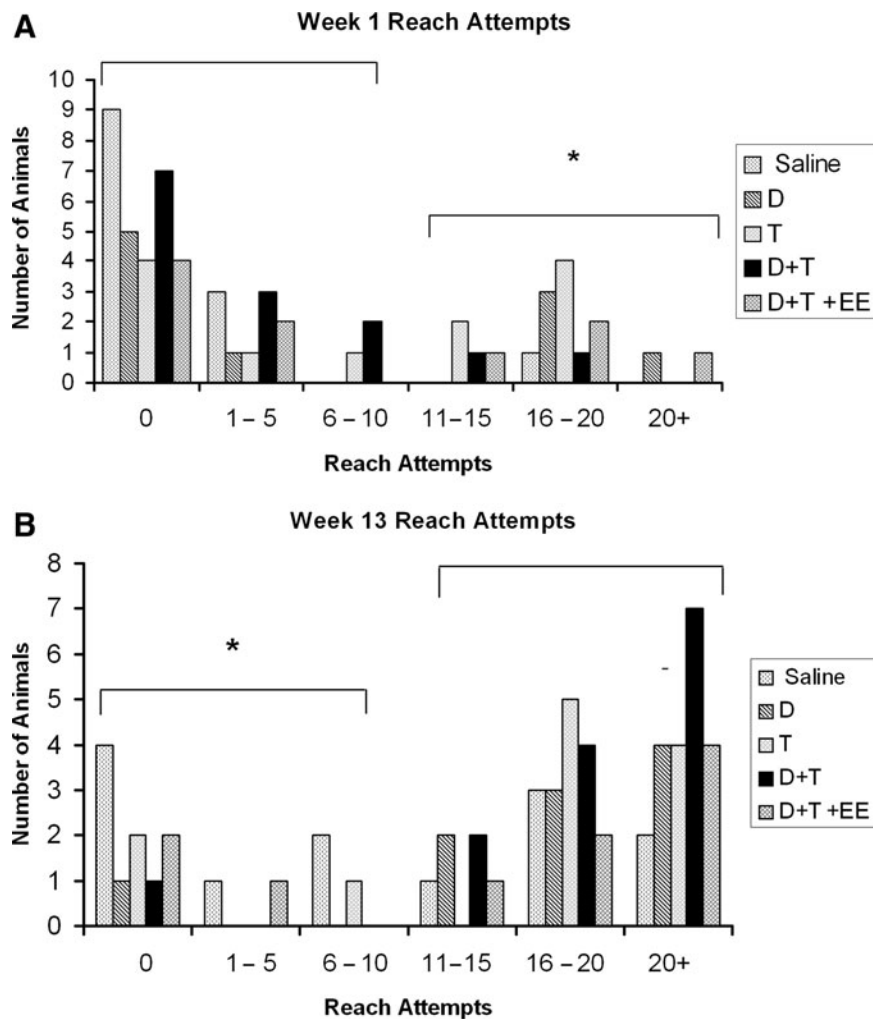 A
Week 1 Reach Attempts
Number of Animals
10
9
8
7
6
5
4
3
2
1
0
*
Saline
D
T
D+T
D+T +EE
0 1 – 5 6 – 10 11–15 16 – 20 20+
Reach Attempts
B
Week 13 Reach Attempts
Number of Animals
8
7
6
5
4
3
2
1
0
*
-
Saline
D
T
D+T
D+T +EE
0 1 – 5 6 – 10 11–15 16 – 20 20+
Reach Attempts